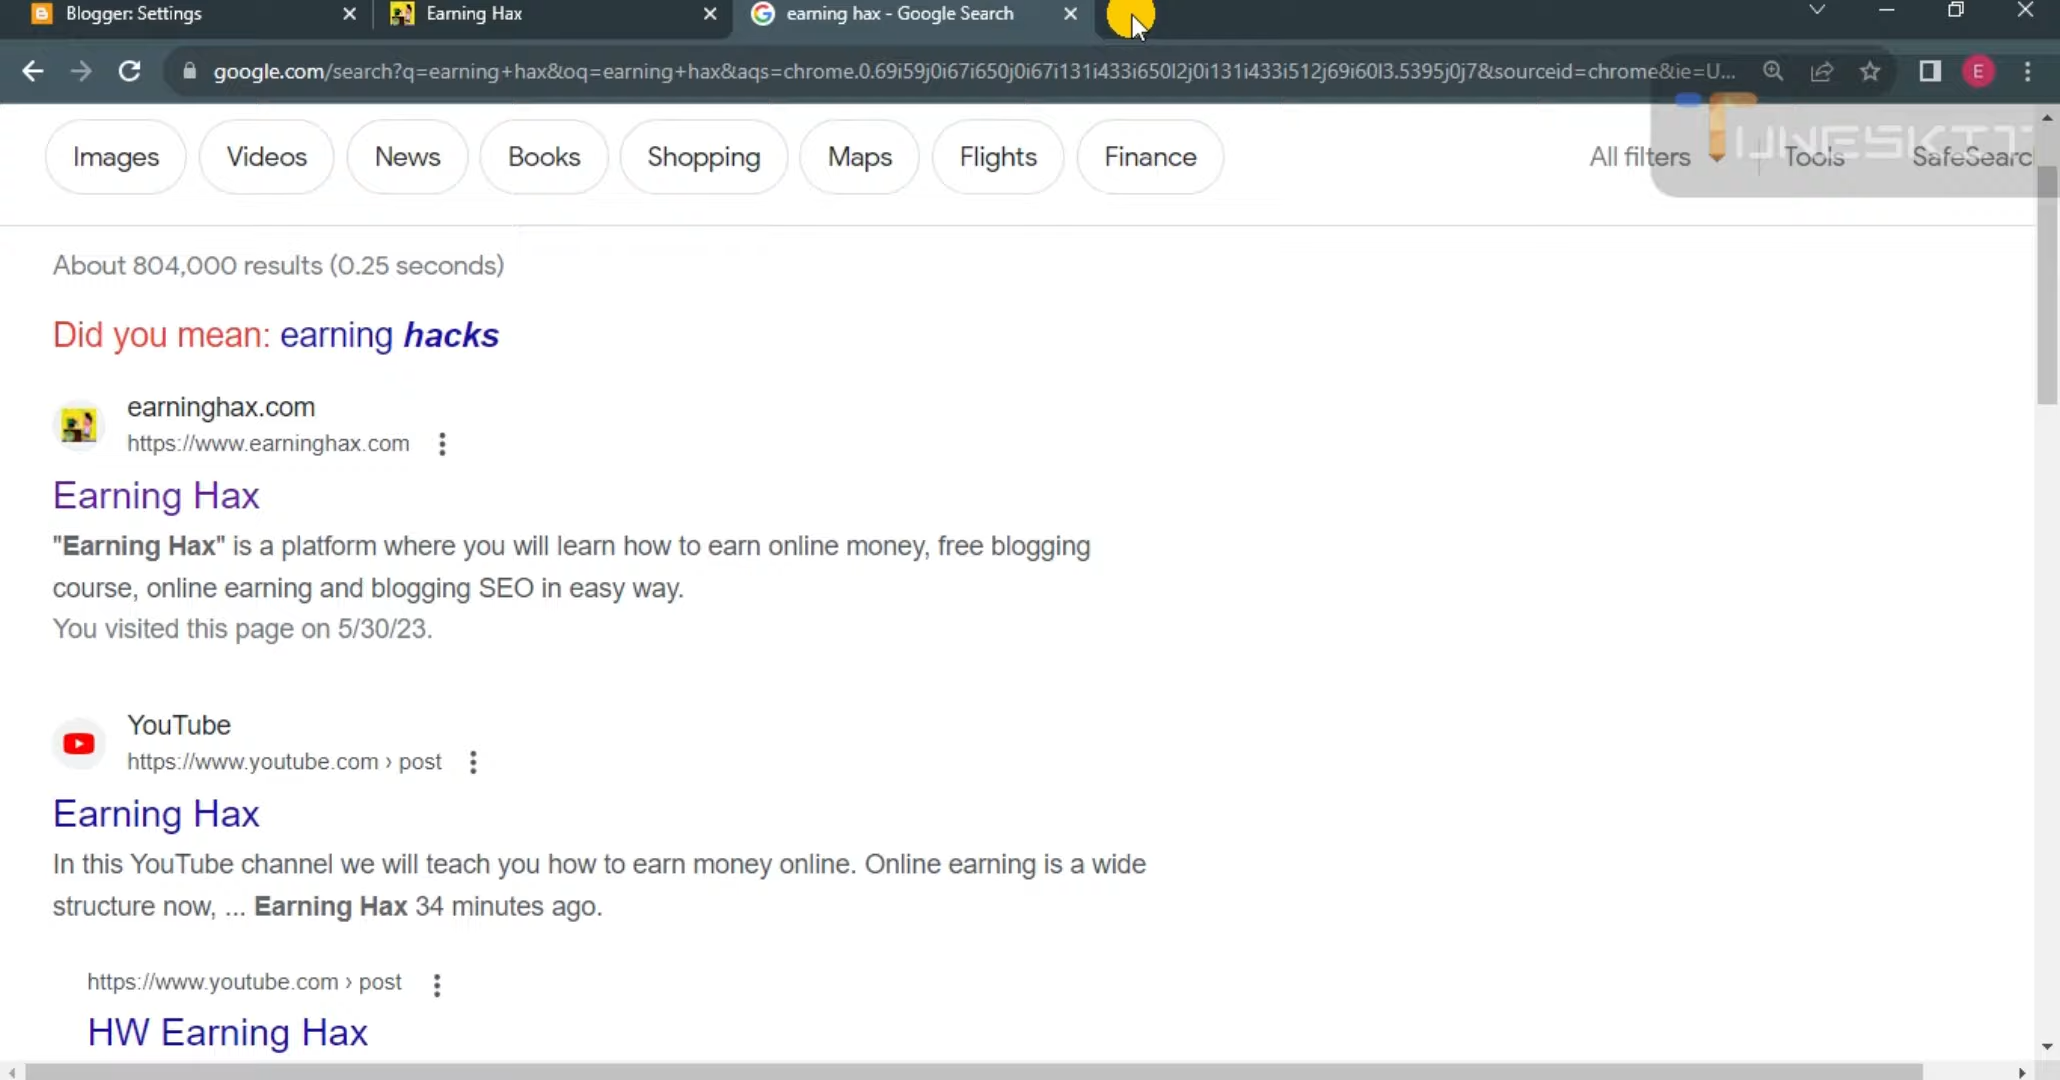 Blogger: Settings
Earning Hax
earning hax - Google Search
google.com/search?q=earning+hax&oq=earning+hax&aqs=chrome.0.69i59j0i67i650j0i67i131i433i650l2j0i131i433i512j69i60l3.5395j0j7&sourceid=chrome&ie=U...
E
Images
Videos
News
Books
Shopping
Maps
Flights
Finance
All filters
Tools
SafeSearc
TUNESKIT
About 804,000 results (0.25 seconds)
Did you mean: earning hacks
earninghax.com
https://www.earninghax.com
Earning Hax
"Earning Hax" is a platform where you will learn how to earn online money, free blogging
course, online earning and blogging SEO in easy way.
You visited this page on 5/30/23.
YouTube
https://www.youtube.com › post
Earning Hax
In this YouTube channel we will teach you how to earn money online. Online earning is a wide
structure now, ... Earning Hax 34 minutes ago.
https://www.youtube.com › post
HW Earning Hax